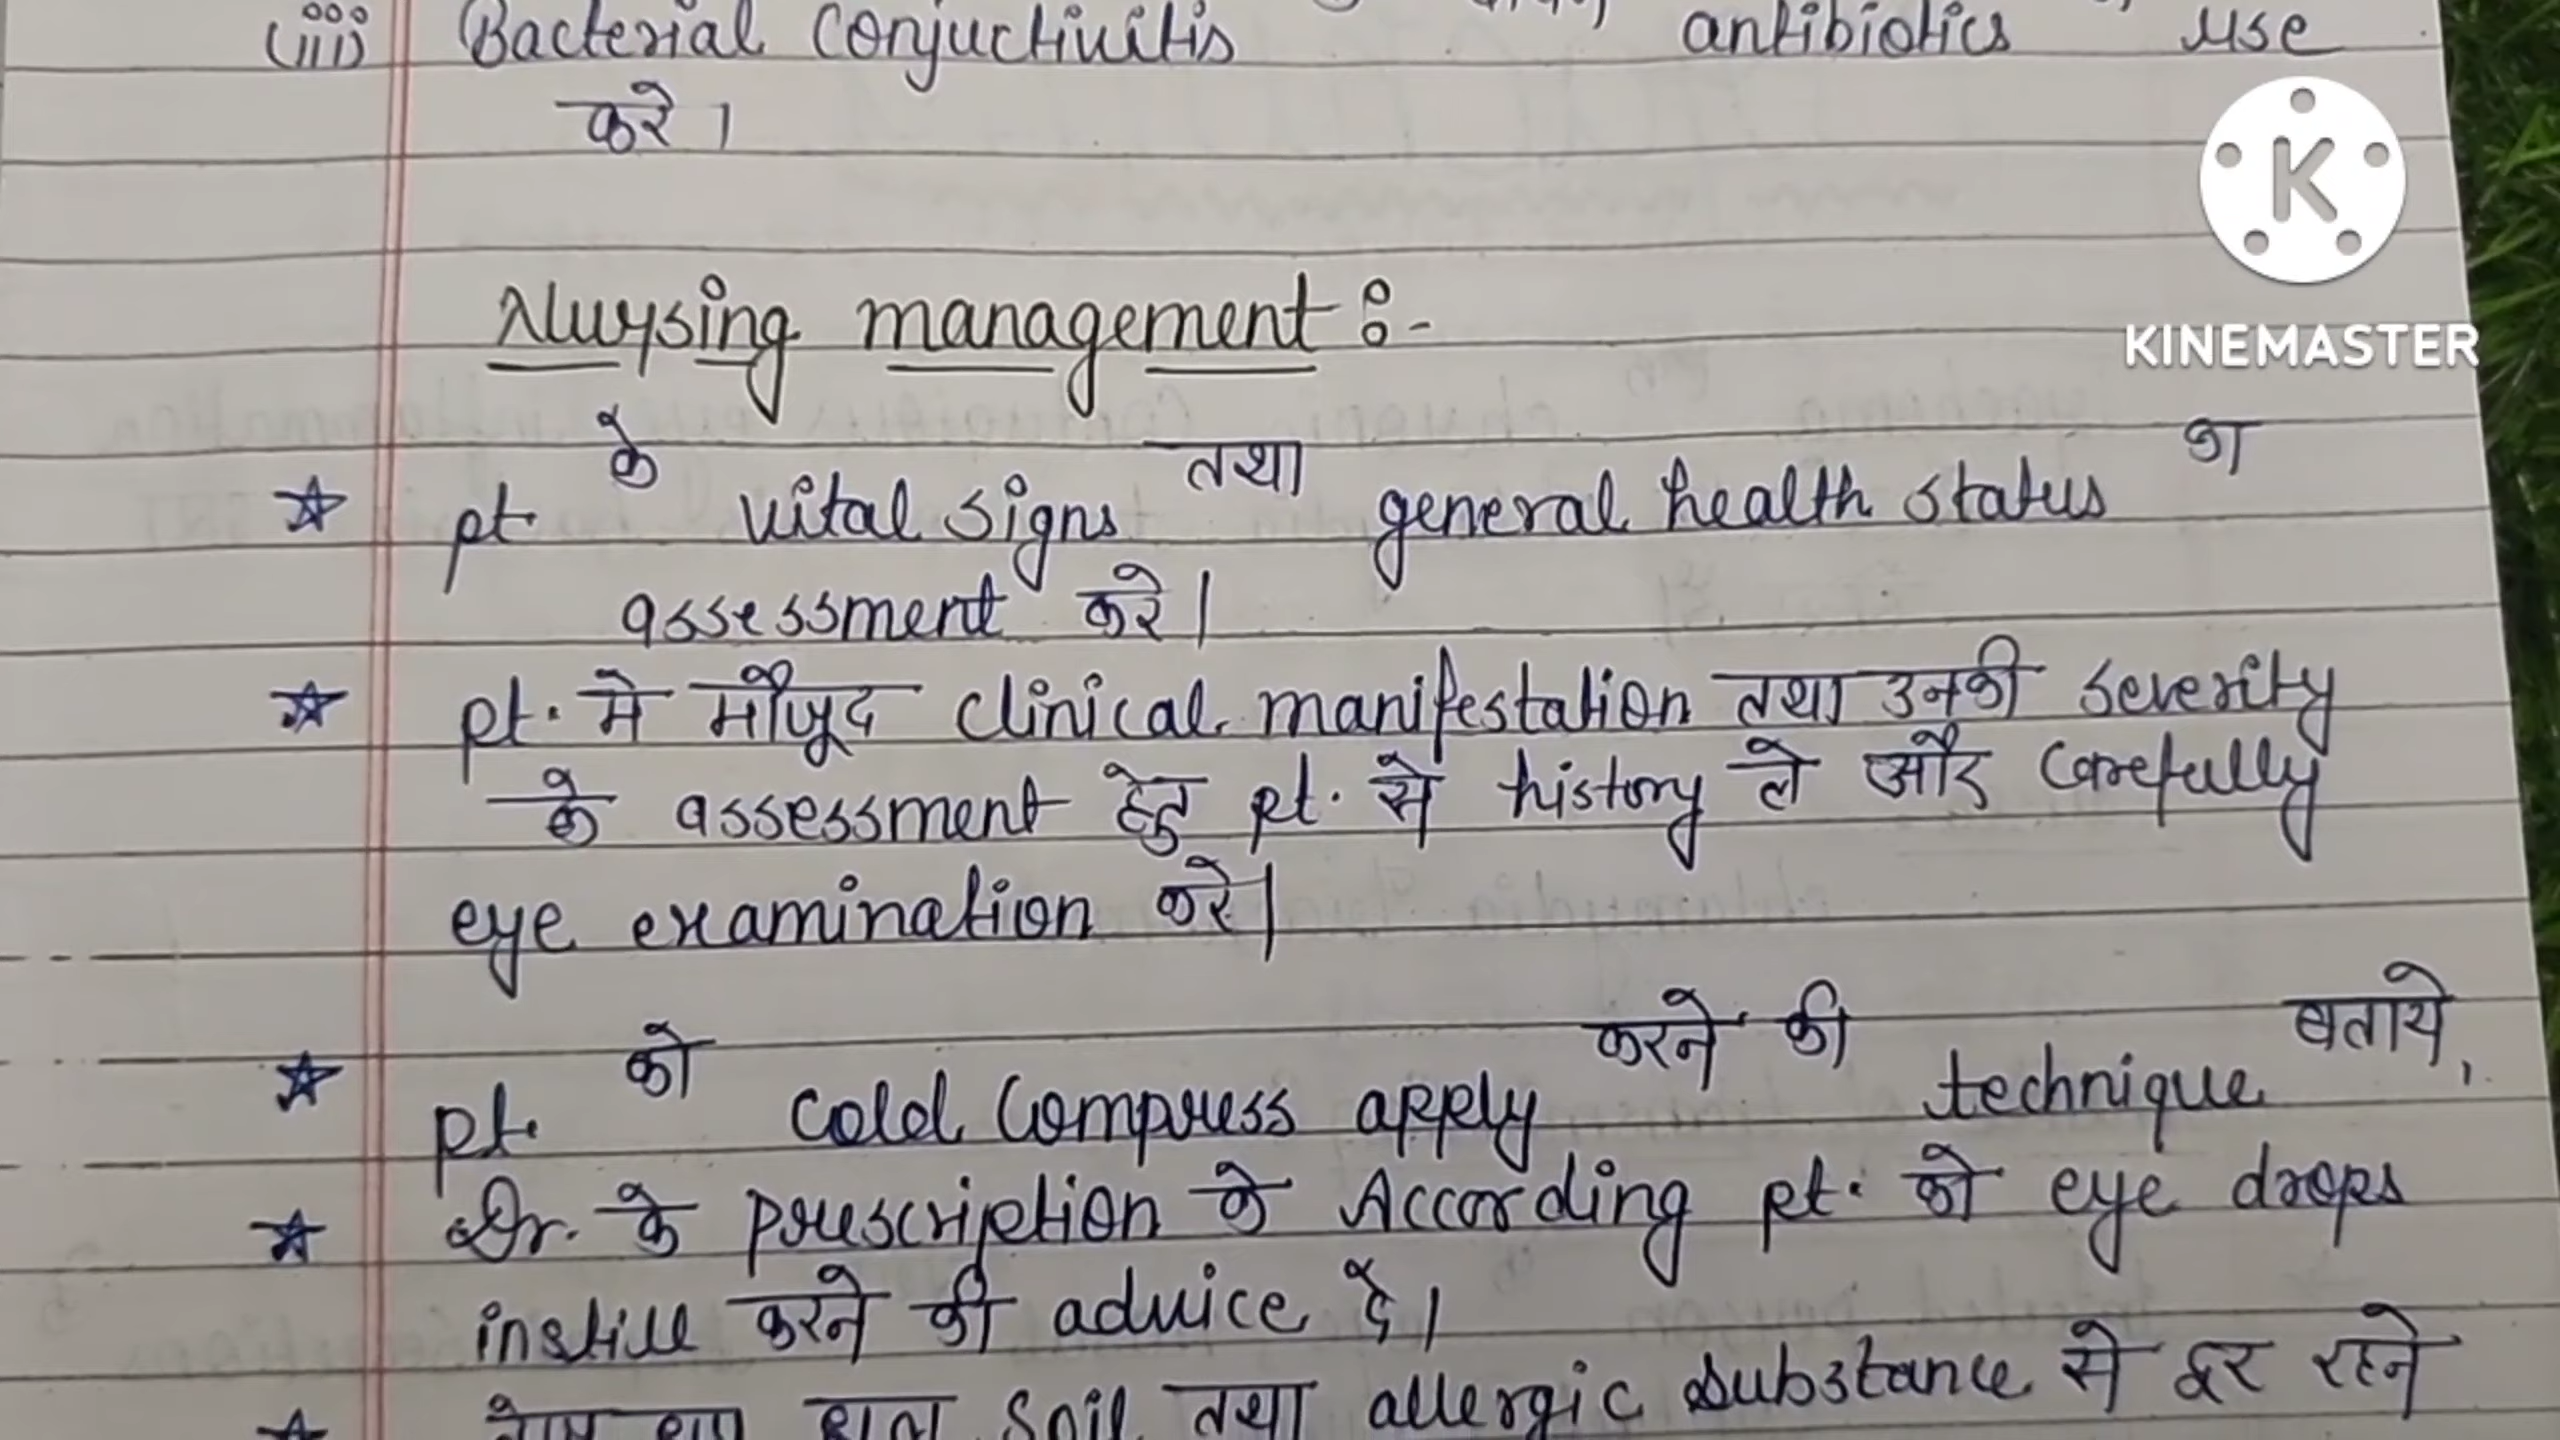 (iii) Bacterial conjuctivitis antibiotics use
करे।
KINEMASTER
Nursing management :-
☆ pt. के vital signs तथा general health status का
assessment करे।
☆ pt. मे मौजूद clinical manifestation तथा उनकी severity
के assessment हेतु pt. से history ले और carefully
eye examination करे।
☆ pt. को cold compress apply करने की technique बताये,
☆ Dr. के prescription के According pt. को eye drops
instill करने की advice दे।
☆ soil तथा allergic substance से दूर रहने